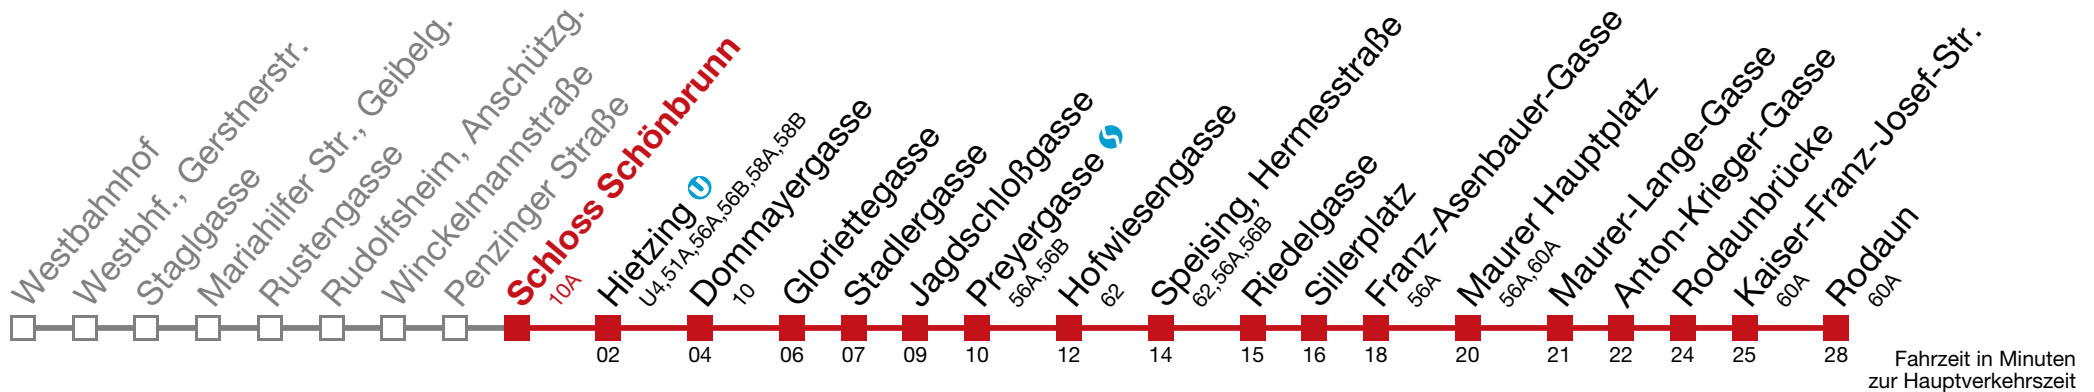 Westbahnhof
Westbhf., Gerstnerstr.
Staglgasse
Mariahilfer Str., Geibelg.
Rustengasse
Rudolfsheim, Anschützg.
Winckelmannstraße
Penzinger Straße
Schloss Schönbrunn
10A
Hietzing U
U4,51A,56A,56B,58A,58B
02
Dommayergasse
10
04
Gloriettegasse
06
Stadlergasse
07
Jagdschloßgasse
09
Preyergasse
56A,56B
10
Hofwiesengasse
62
12
Speising, Hermesstraße
62,56A,56B
14
Riedelgasse
15
Sillerplatz
16
Franz-Asenbauer-Gasse
56A
18
Maurer Hauptplatz
56A,60A
20
Maurer-Lange-Gasse
21
Anton-Krieger-Gasse
22
Rodaunbrücke
24
Kaiser-Franz-Josef-Str.
60A
25
Rodaun
60A
28
Fahrzeit in Minuten
zur Hauptverkehrszeit